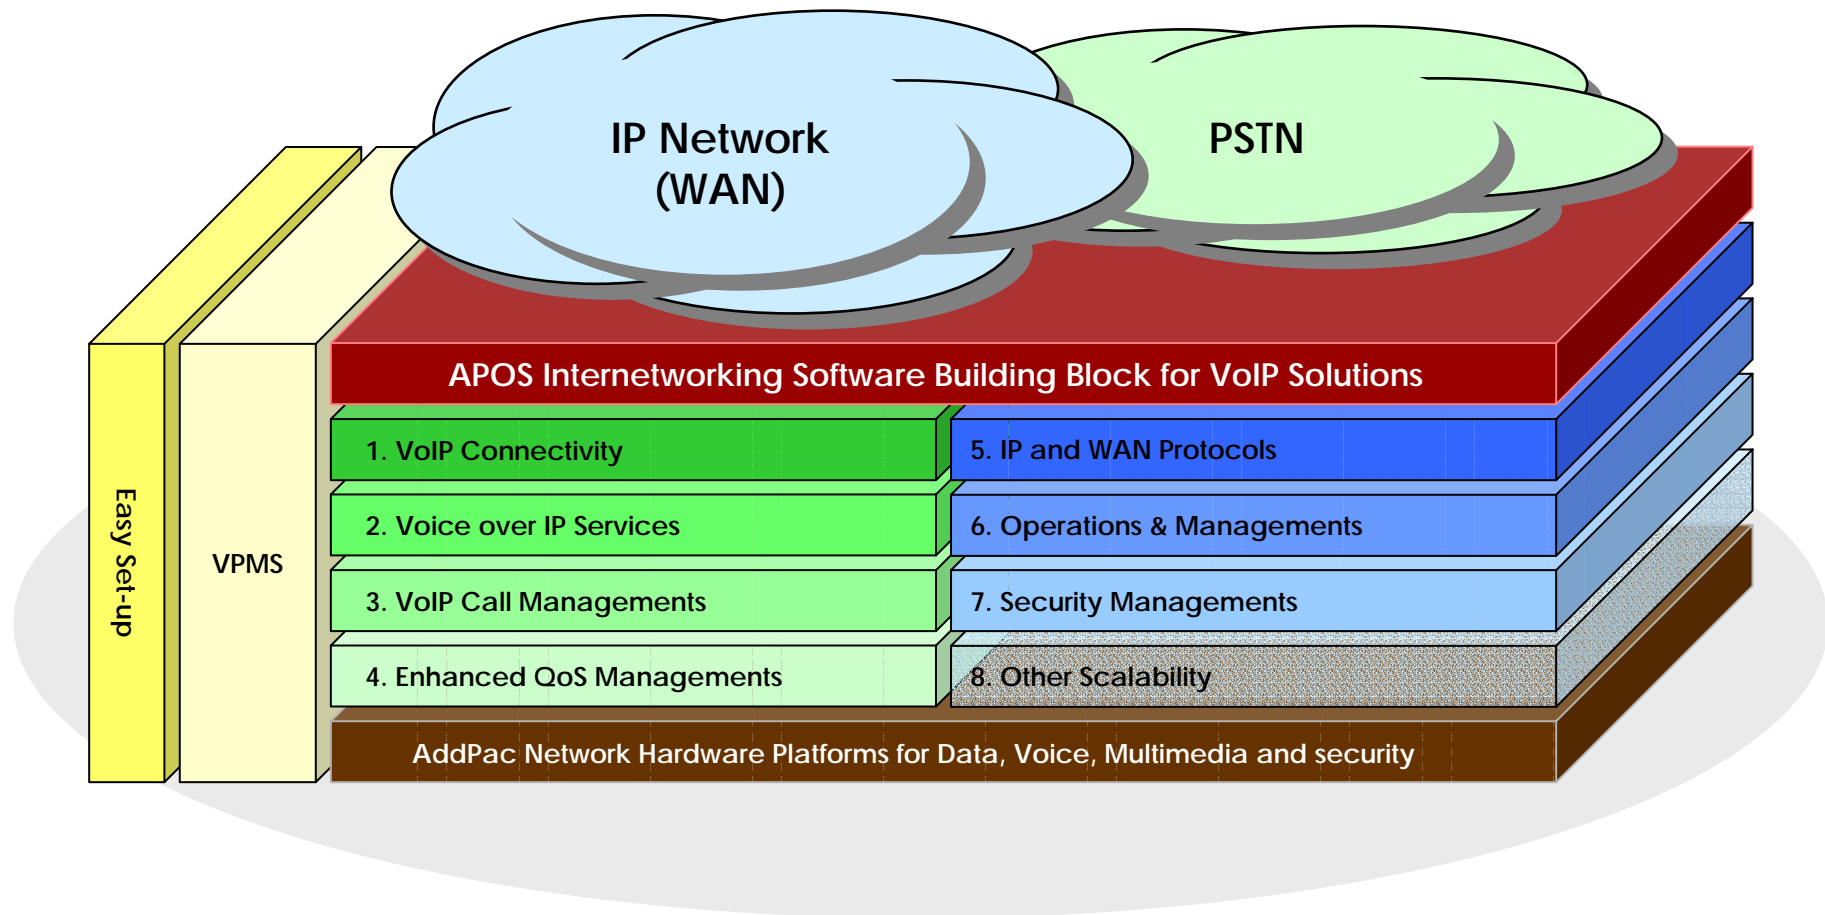 IP Network
(WAN)
PSTN
APOS Internetworking Software Building Block for VoIP Solutions
1. VoIP Connectivity
2. Voice over IP Services
3. VoIP Call Managements
4. Enhanced QoS Managements
5. IP and WAN Protocols
6. Operations & Managements
7. Security Managements
8. Other Scalability
Easy Set-up
VPMS
AddPac Network Hardware Platforms for Data, Voice, Multimedia and security